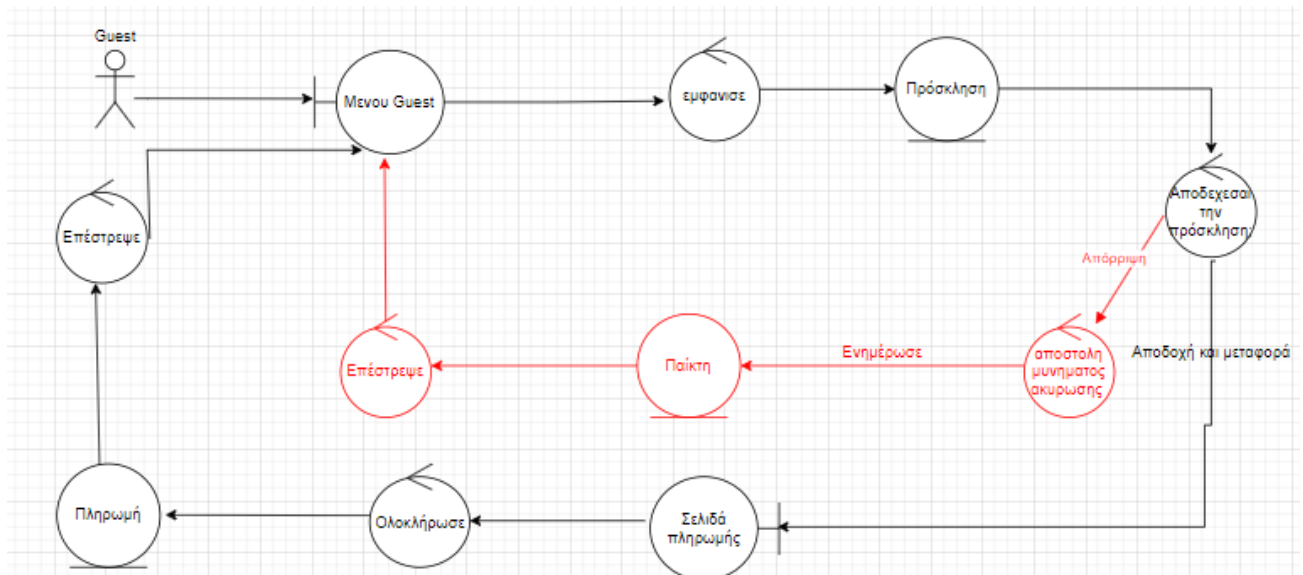 Guest
Μενου Guest
εμφανισε
Πρόσκληση
Αποδεχεσαι
την
πρόσκληση;
Επέστρεψε
Απόρριψη
Αποδοχή και μεταφορά
αποστολη
μυνηματος
ακυρωσης
Ενημέρωσε
Παίκτη
Επέστρεψε
Πληρωμή
Ολοκλήρωσε
Σελιδά
πληρωμής